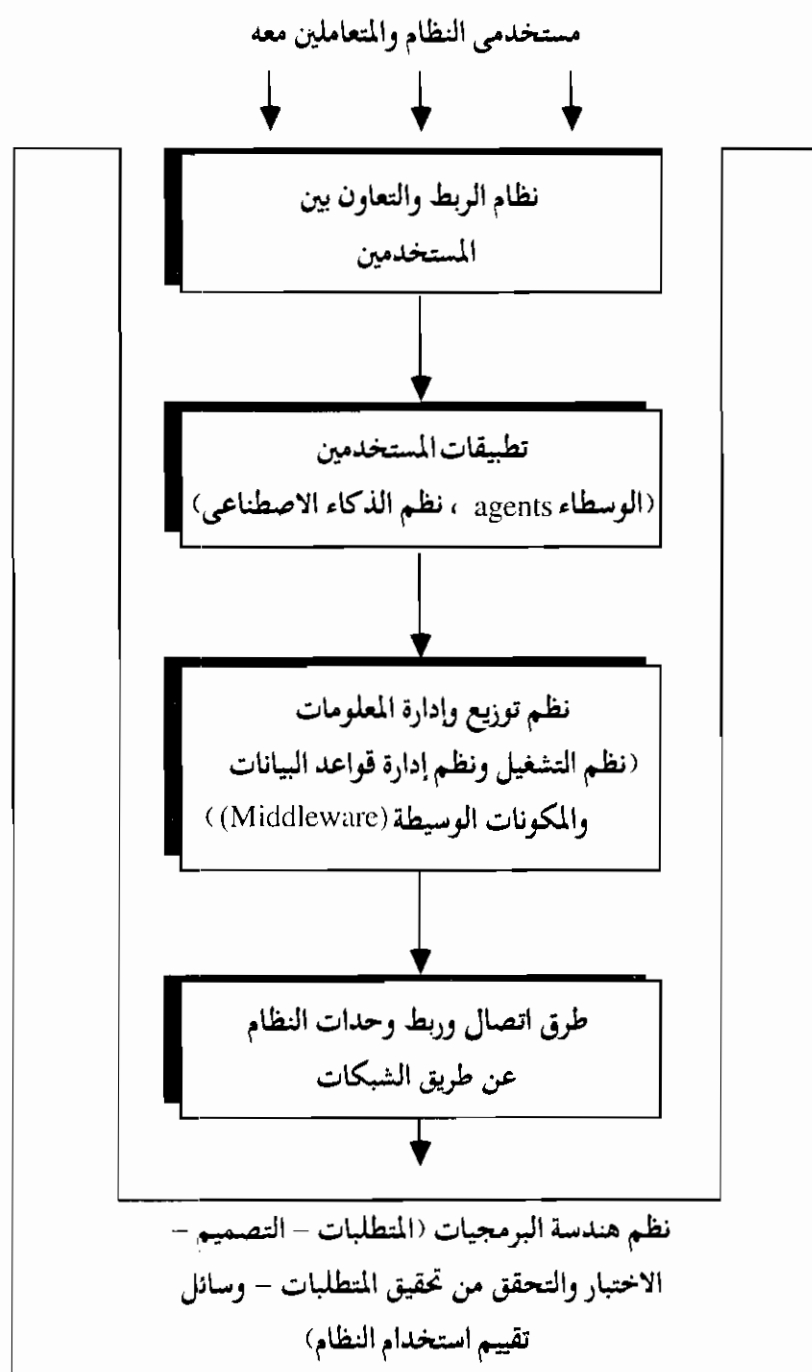 مستخدمى النظام والمتعاملين معه
نظام الربط والتعاون بين
المستخدمين
تطبيقات المستخدمين
(الوسطاء agents ، نظم الذكاء الاصطناعى)
نظم توزيع وإدارة المعلومات
(نظم التشغيل ونظم إدارة قواعد البيانات
والمكونات الوسيطة (Middleware))
طرق اتصال وربط وحدات النظام
عن طريق الشبكات
نظم هندسة البرمجيات (المتطلبات – التصميم –
الاختبار والتحقق من تحقيق المتطلبات – وسائل
تقييم استخدام النظام)